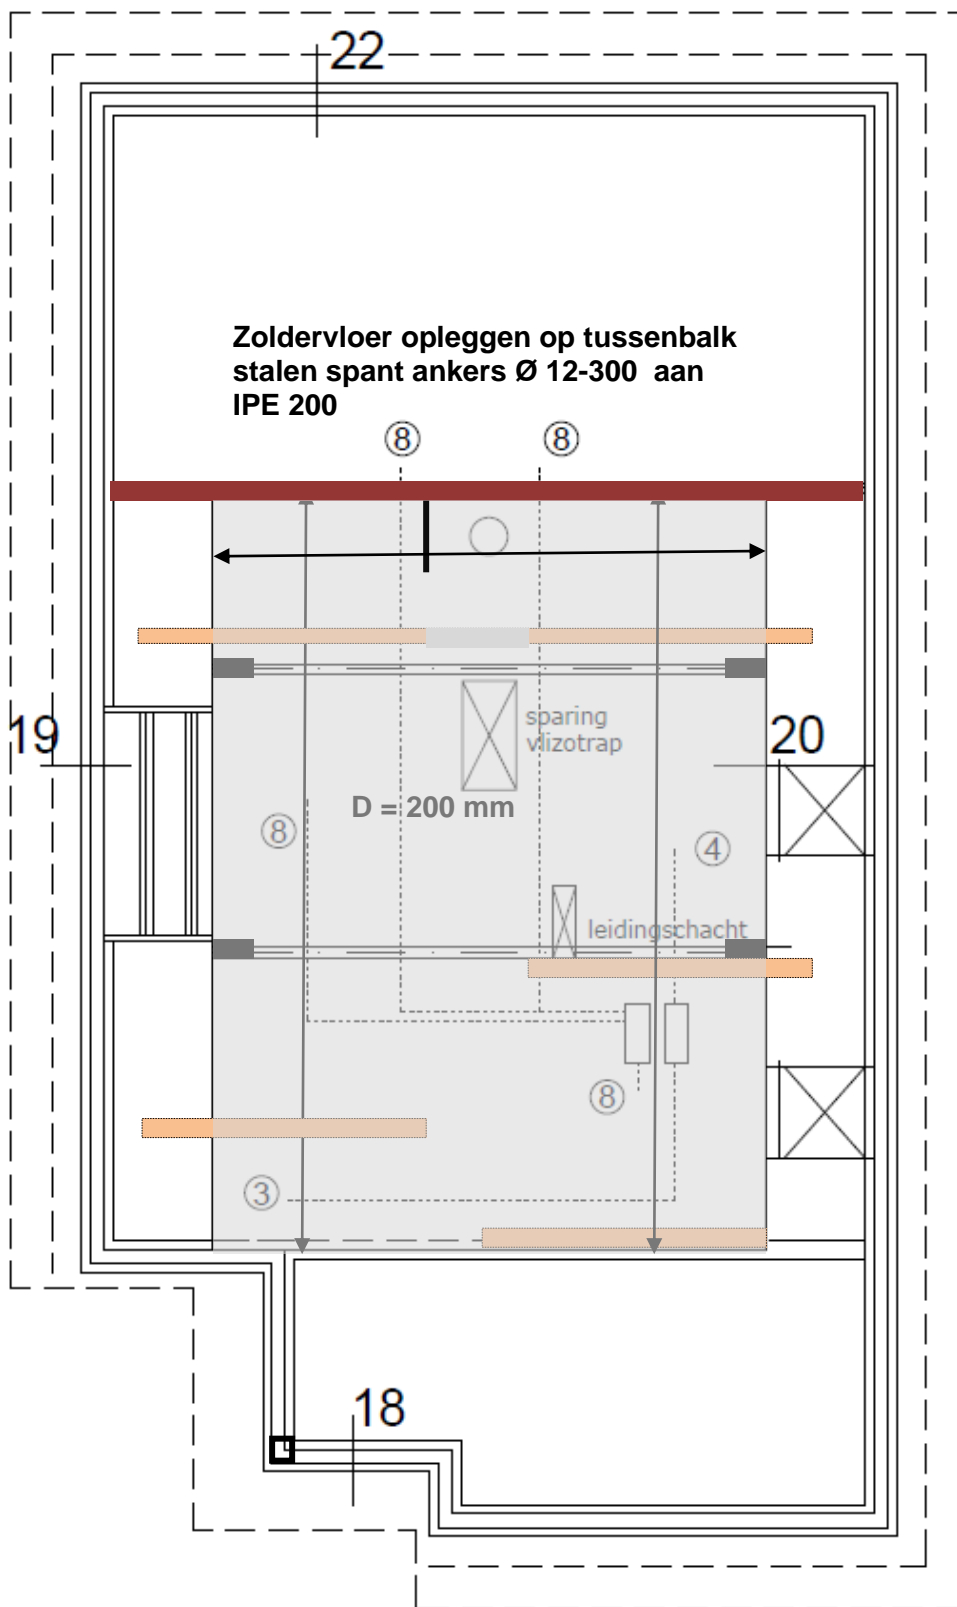 22
Zoldervloer opleggen op tussenbalk
stalen spant ankers Ø 12-300 aan
IPE 200
8 8
sparing
vlizotrap
19
20
D = 200 mm
8
4
leidingschacht
8
3
18